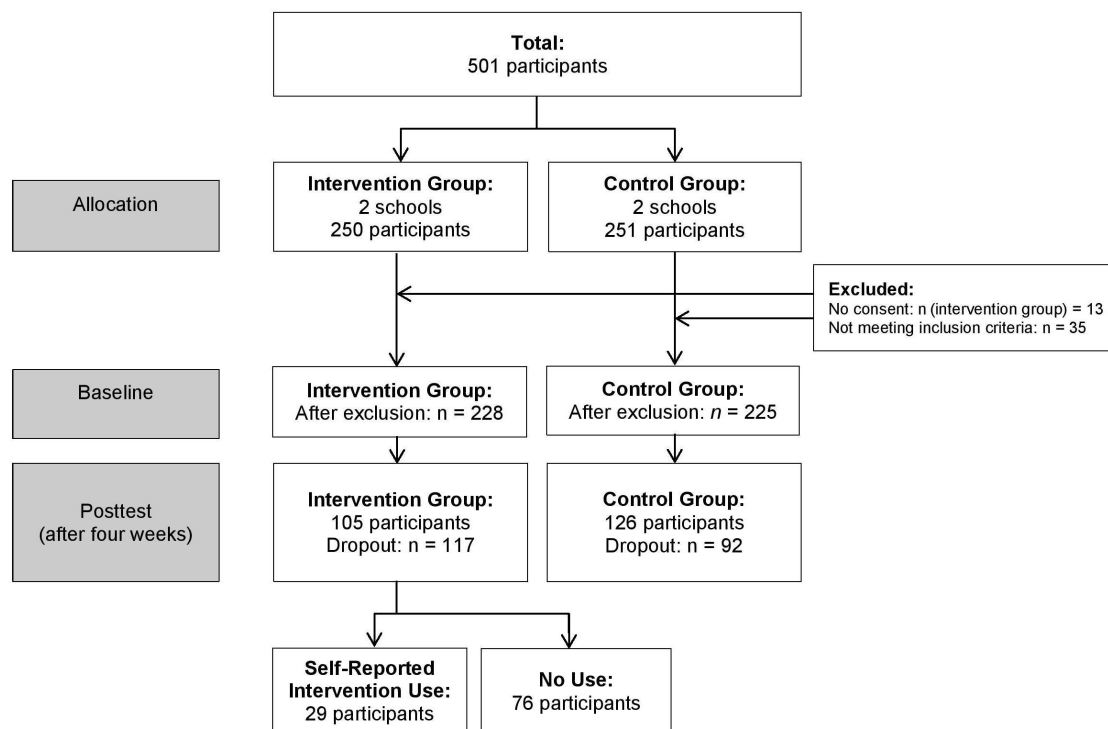 Total:
501 participants
Allocation
Intervention Group:
2 schools
250 participants
Control Group:
2 schools
251 participants
Excluded:
No consent: n (intervention group) = 13
Not meeting inclusion criteria: n = 35
Baseline
Intervention Group:
After exclusion: n = 228
Control Group:
After exclusion: n = 225
Posttest
(after four weeks)
Intervention Group:
105 participants
Dropout: n = 117
Control Group:
126 participants
Dropout: n = 92
Self-Reported
Intervention Use:
29 participants
No Use:
76 participants